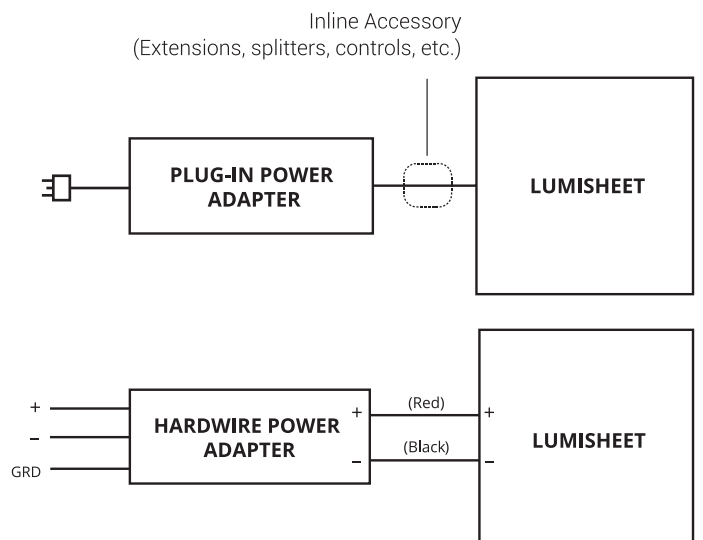 Inline Accessory
(Extensions, splitters, controls, etc.)
PLUG-IN POWER
ADAPTER
LUMISHEET
+
–
GRD
HARDWIRE POWER
ADAPTER
+
–
(Red)
(Black)
+
–
LUMISHEET